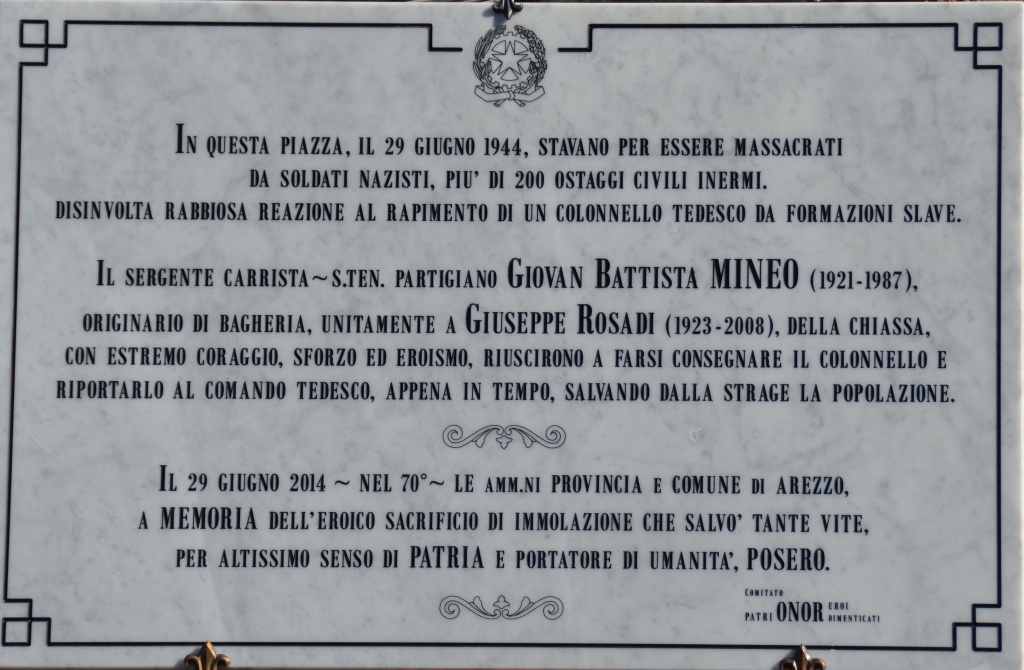 IN QUESTA PIAZZA, IL 29 GIUGNO 1944, STAVANO PER ESSERE MASSACRATI
DA SOLDATI NAZISTI, PIU' DI 200 OSTAGGI CIVILI INERMI.
DISINVOLTA RABBIOSA REAZIONE AL RAPIMENTO DI UN COLONNELLO TEDESCO DA FORMAZIONI SLAVE.
IL SERGENTE CARRISTA~S.TEN. PARTIGIANO GIOVAN BATTISTA MINEO (1921-1987),
ORIGINARIO DI BAGHERIA, UNITAMENTE A GIUSEPPE ROSADI (1923-2008), DELLA CHIASSA,
CON ESTREMO CORAGGIO, SFORZO ED EROISMO, RIUSCIRONO A FARSI CONSEGNARE IL COLONNELLO E
RIPORTARLO AL COMANDO TEDESCO, APPENA IN TEMPO, SALVANDO DALLA STRAGE LA POPOLAZIONE.
IL 29 GIUGNO 2014 ~ NEL 70°~ LE AMM.NI PROVINCIA E COMUNE DI AREZZO,
A MEMORIA DELL'EROICO SACRIFICIO DI IMMOLAZIONE CHE SALVO' TANTE VITE,
PER ALTISSIMO SENSO DI PATRIA E PORTATORE DI UMANITA', POSERO.
COMITATO
PATRI ONOR EROI DIMENTICATI